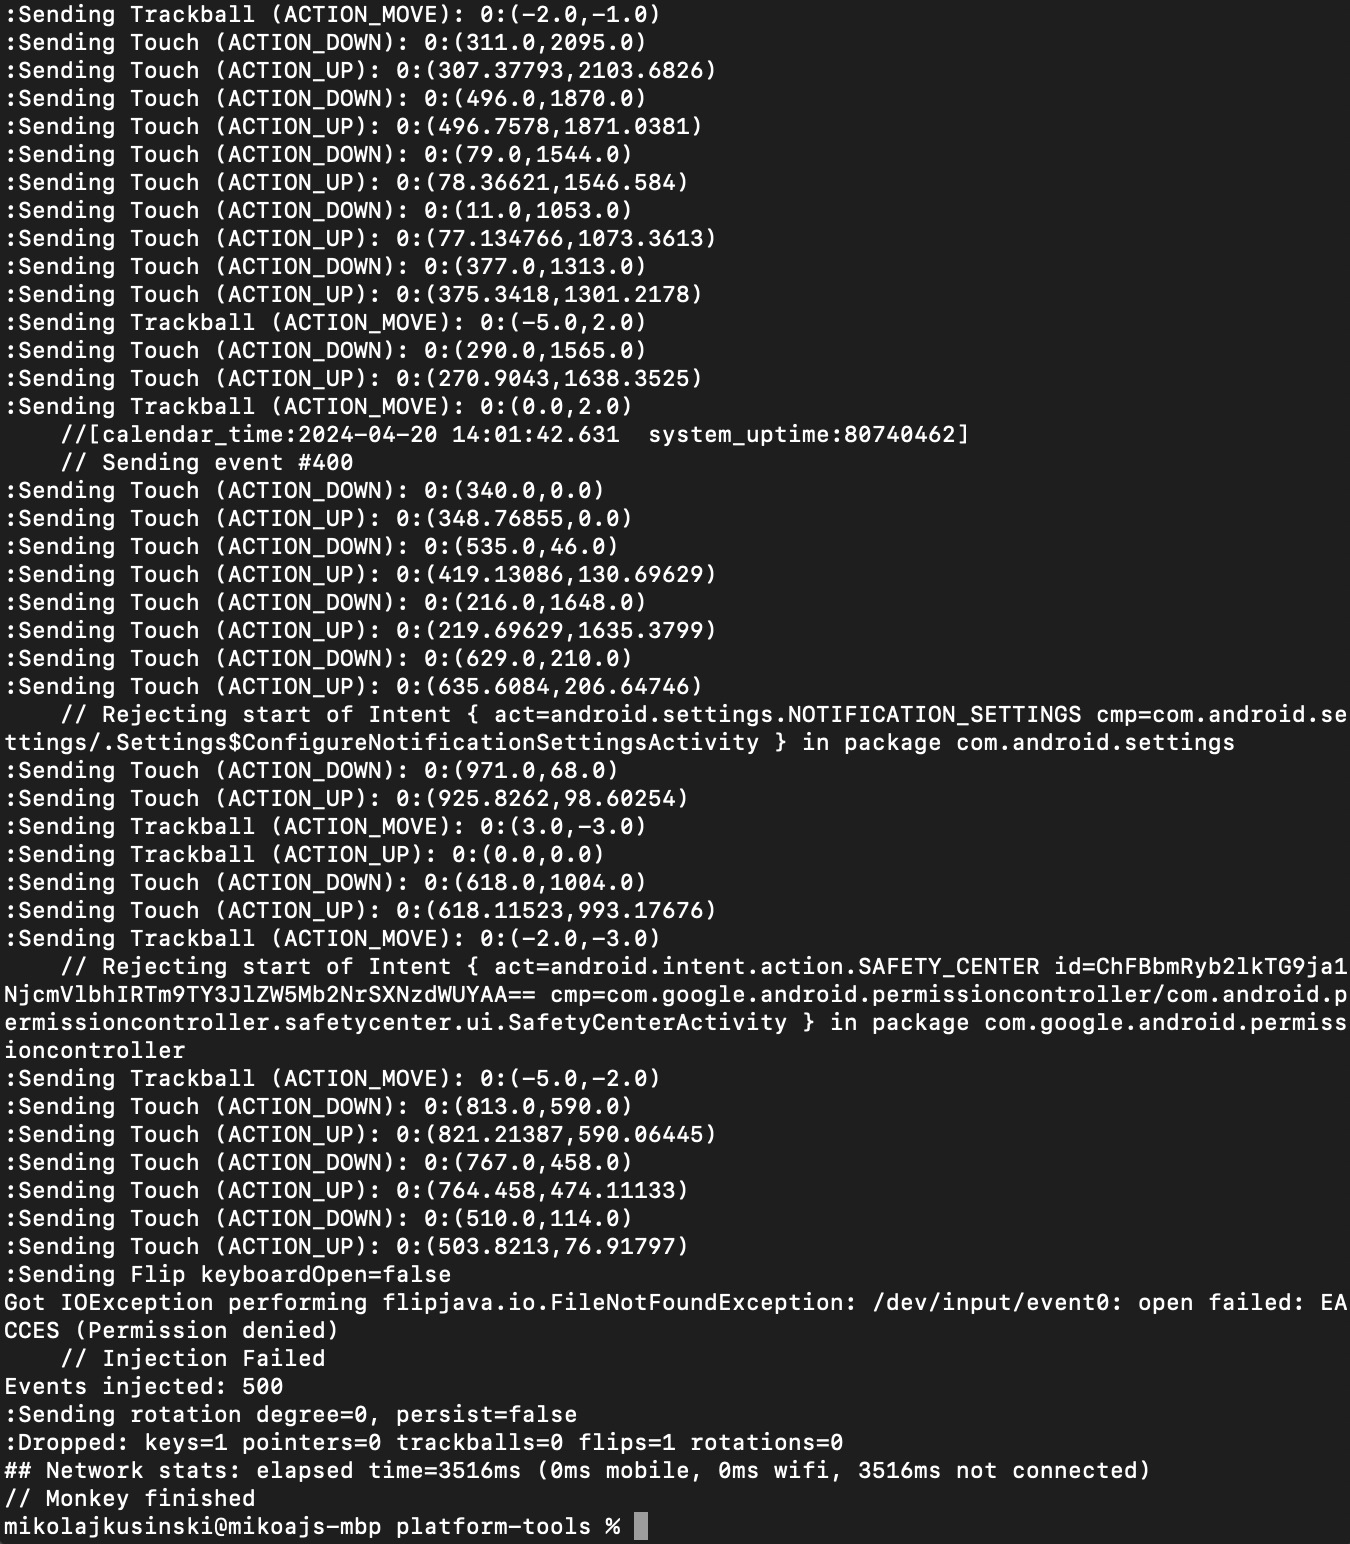 :Sending Trackball (ACTION_MOVE): 0:(-2.0,-1.0)
:Sending Touch (ACTION_DOWN): 0:(311.0,2095.0)
:Sending Touch (ACTION_UP): 0:(307.37793,2103.6826)
:Sending Touch (ACTION_DOWN): 0:(496.0,1870.0)
:Sending Touch (ACTION_UP): 0:(496.7578,1871.0381)
:Sending Touch (ACTION_DOWN): 0:(79.0,1544.0)
:Sending Touch (ACTION_UP): 0:(78.36621,1546.584)
:Sending Touch (ACTION_DOWN): 0:(11.0,1053.0)
:Sending Touch (ACTION_UP): 0:(77.134766,1073.3613)
:Sending Touch (ACTION_DOWN): 0:(377.0,1313.0)
:Sending Touch (ACTION_UP): 0:(375.3418,1301.2178)
:Sending Trackball (ACTION_MOVE): 0:(-5.0,2.0)
:Sending Touch (ACTION_DOWN): 0:(290.0,1565.0)
:Sending Touch (ACTION_UP): 0:(270.9043,1638.3525)
:Sending Trackball (ACTION_MOVE): 0:(0.0,2.0)
    //[calendar_time:2024-04-20 14:01:42.631  system_uptime:80740462]
    // Sending event #400
:Sending Touch (ACTION_DOWN): 0:(340.0,0.0)
:Sending Touch (ACTION_UP): 0:(348.76855,0.0)
:Sending Touch (ACTION_DOWN): 0:(535.0,46.0)
:Sending Touch (ACTION_UP): 0:(419.13086,130.69629)
:Sending Touch (ACTION_DOWN): 0:(216.0,1648.0)
:Sending Touch (ACTION_UP): 0:(219.69629,1635.3799)
:Sending Touch (ACTION_DOWN): 0:(629.0,210.0)
:Sending Touch (ACTION_UP): 0:(635.6084,206.64746)
    // Rejecting start of Intent { act=android.settings.NOTIFICATION_SETTINGS cmp=com.android.se
ttings/.Settings$ConfigureNotificationSettingsActivity } in package com.android.settings
:Sending Touch (ACTION_DOWN): 0:(971.0,68.0)
:Sending Touch (ACTION_UP): 0:(925.8262,98.60254)
:Sending Trackball (ACTION_MOVE): 0:(3.0,-3.0)
:Sending Trackball (ACTION_UP): 0:(0.0,0.0)
:Sending Touch (ACTION_DOWN): 0:(618.0,1004.0)
:Sending Touch (ACTION_UP): 0:(618.11523,993.17676)
:Sending Trackball (ACTION_MOVE): 0:(-2.0,-3.0)
    // Rejecting start of Intent { act=android.intent.action.SAFETY_CENTER id=ChFBbmRyb2lkTG9ja1
NjcmVlbhIRTm9TY3JlZW5Mb2NrSXNzdWUYAA== cmp=com.google.android.permissioncontroller/com.android.p
ermissioncontroller.safetycenter.ui.SafetyCenterActivity } in package com.google.android.permiss
ioncontroller
:Sending Trackball (ACTION_MOVE): 0:(-5.0,-2.0)
:Sending Touch (ACTION_DOWN): 0:(813.0,590.0)
:Sending Touch (ACTION_UP): 0:(821.21387,590.06445)
:Sending Touch (ACTION_DOWN): 0:(767.0,458.0)
:Sending Touch (ACTION_UP): 0:(764.458,474.11133)
:Sending Touch (ACTION_DOWN): 0:(510.0,114.0)
:Sending Touch (ACTION_UP): 0:(503.8213,76.91797)
:Sending Flip keyboardOpen=false
Got IOException performing flipjava.io.FileNotFoundException: /dev/input/event0: open failed: EA
CCES (Permission denied)
    // Injection Failed
Events injected: 500
:Sending rotation degree=0, persist=false
:Dropped: keys=1 pointers=0 trackballs=0 flips=1 rotations=0
## Network stats: elapsed time=3516ms (0ms mobile, 0ms wifi, 3516ms not connected)
// Monkey finished
mikolajkusinski@mikoajs-mbp platform-tools %